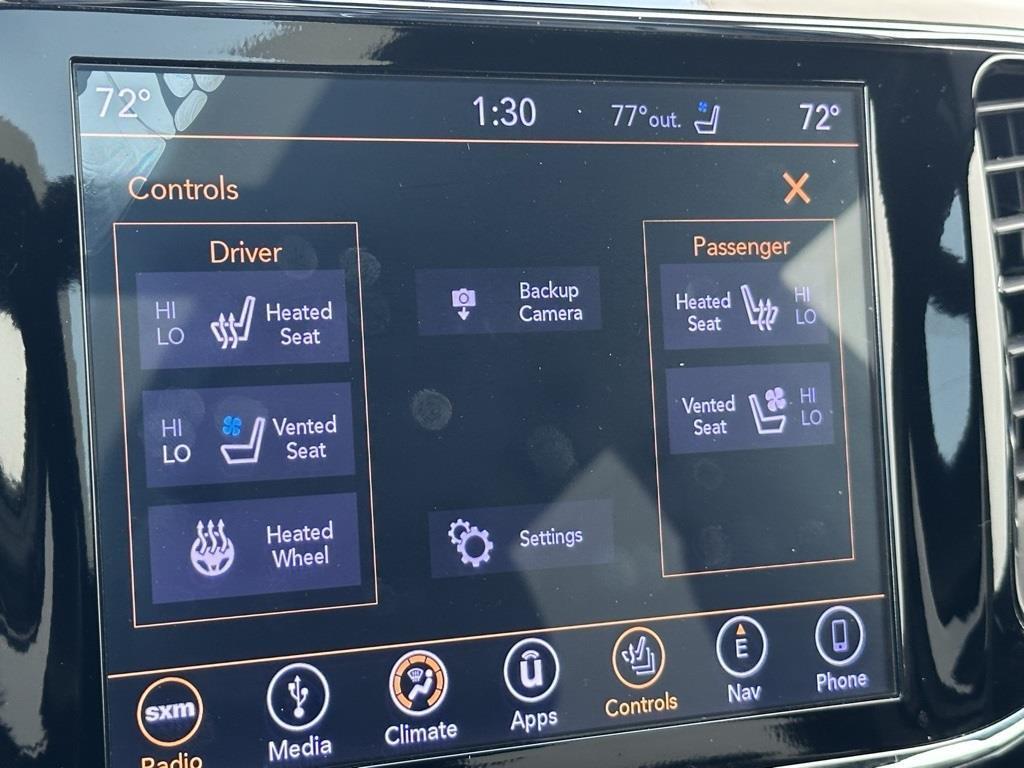 72°
1:30
77°out.
72°
Controls
X
Driver
HI
LO
Heated
Seat
HI
LO
Vented
Seat
Heated
Wheel
Backup
Camera
Settings
Passenger
Heated
Seat
HI
LO
Vented
Seat
HI
LO
sxm
Radio
Media
Climate
u
Apps
Controls
E
Nav
Phone